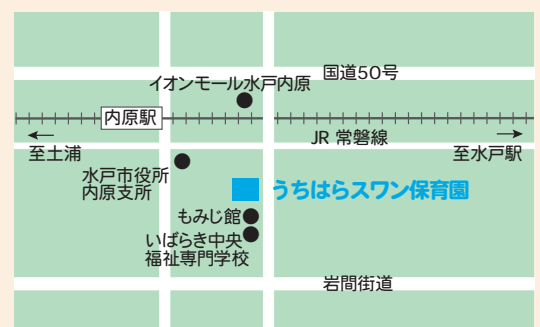 国道50号
イオンモール水戸内原
内原駅
JR 常磐線
至土浦
至水戸駅
水戸市役所
内原支所
うちはらスワン保育園
もみじ館
いばらき中央
福祉専門学校
岩間街道